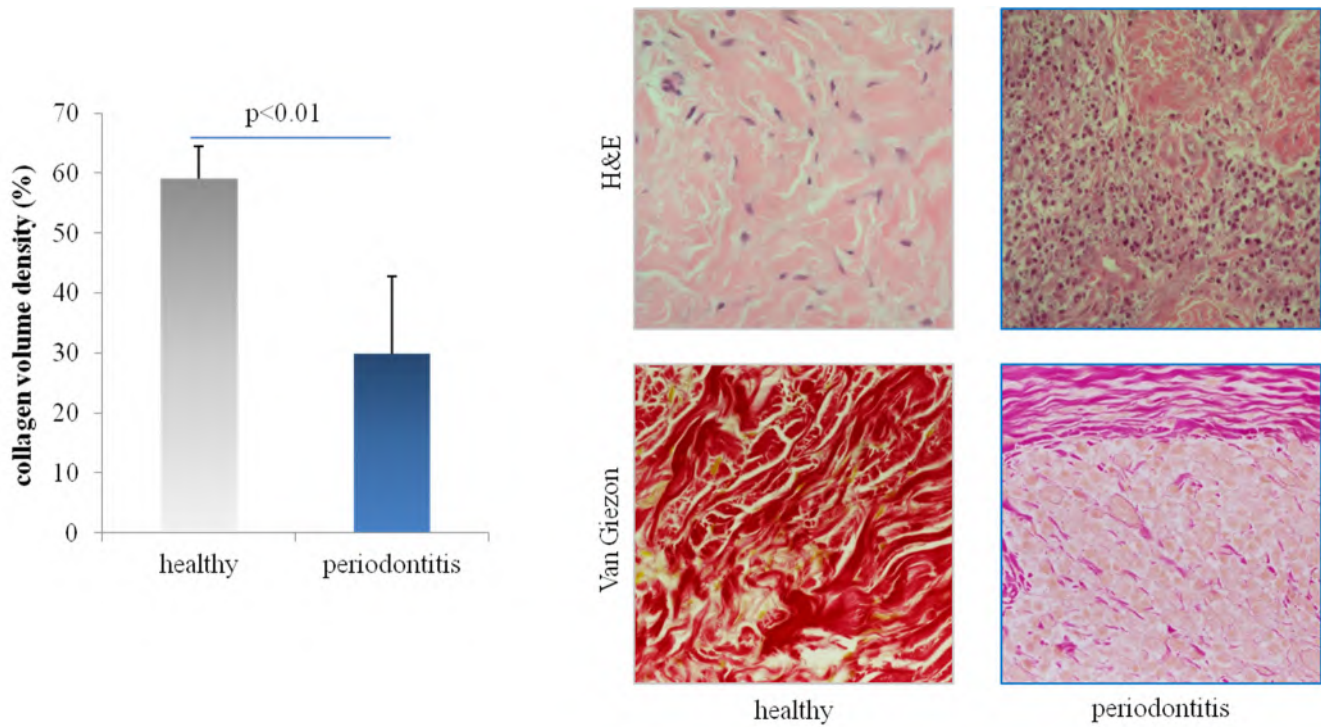 p<0.01
collagen volume density (%)
70
60
50
40
30
20
10
0
healthy
periodontitis
H&E
Van Giezon
healthy
periodontitis